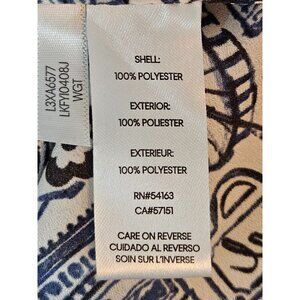 L3XA6577
LKFY0408J
WGT
SHELL:
100% POLYESTER
EXTERIOR:
100% POLIESTER
EXTERIEUR:
100% POLYESTER
RN#54163
CA#57151
CARE ON REVERSE
CUIDADO AL REVERSO
SOIN SUR L'INVERSE